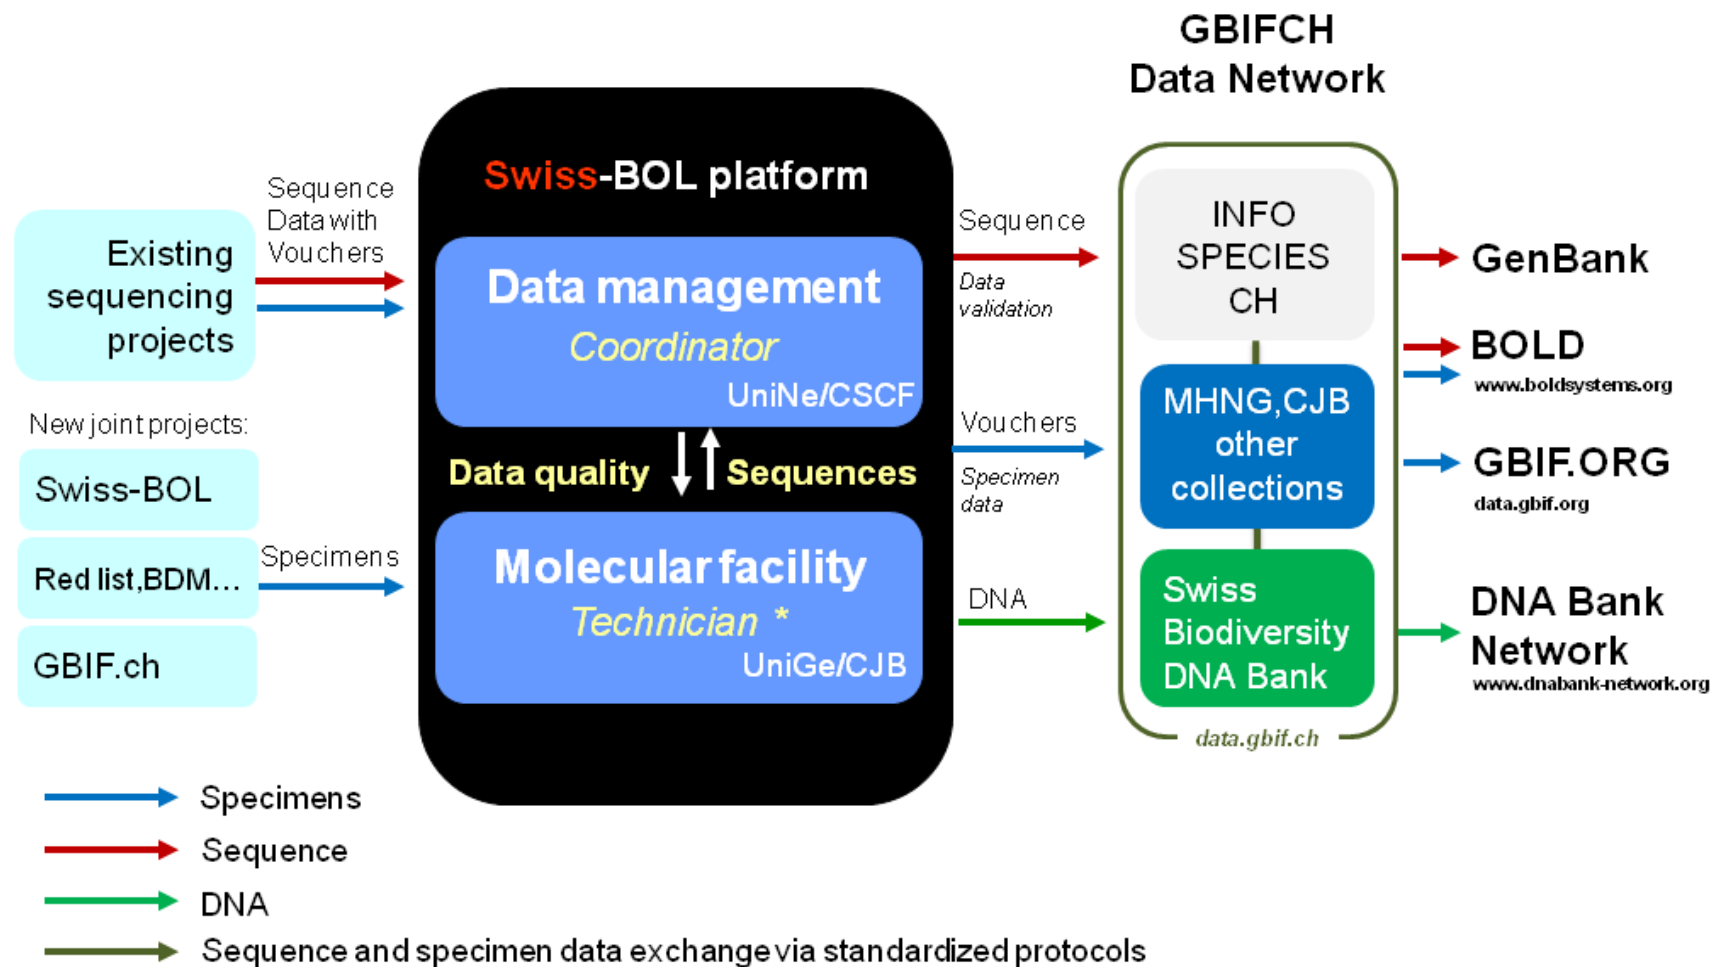 GBIFCH
Data Network
Swiss-BOL platform
Sequence
Data with
Vouchers
Existing
sequencing
projects
New joint projects:
Swiss-BOL
Red list,BDM...
GBIF.ch
Specimens
Data management
Coordinator
UniNe/CSCF
Data quality
Sequences
Molecular facility
Technician *
UniGe/CJB
Sequence
Data
validation
Vouchers
Specimen
data
DNA
INFO
SPECIES
CH
MHNG,CJB
other
collections
Swiss
Biodiversity
DNA Bank
data.gbif.ch
GenBank
BOLD
www.boldsystems.org
GBIF.ORG
data.gbif.org
DNA Bank
Network
www.dnabank-network.org
Specimens
Sequence
DNA
Sequence and specimen data exchange via standardized protocols